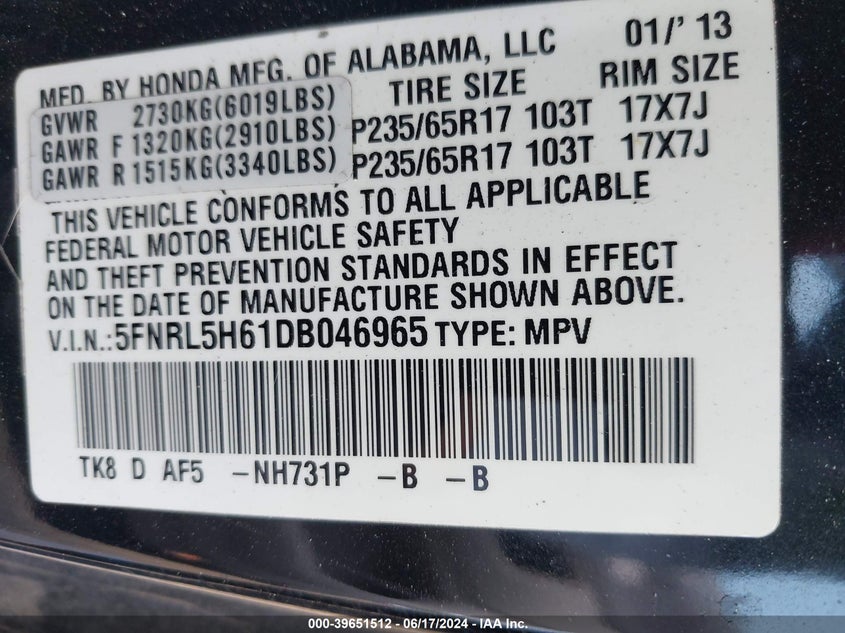 MFD. BY HONDA MFG. OF ALABAMA, LLC 01/' 13
GVWR 2730KG(6019LBS) TIRE SIZE RIM SIZE
GAWR F 1320KG(2910LBS) P235/65R17 103T 17X7J
GAWR R 1515KG(3340LBS) P235/65R17 103T 17X7J
THIS VEHICLE CONFORMS TO ALL APPLICABLE
FEDERAL MOTOR VEHICLE SAFETY
AND THEFT PREVENTION STANDARDS IN EFFECT
ON THE DATE OF MANUFACTURE SHOWN ABOVE.
V.I.N.:5FNRL5H61DB046965 TYPE: MPV
TK8 D AF5 -NH731P -B -B
000-39651512 - 06/17/2024 - IAAI Inc.